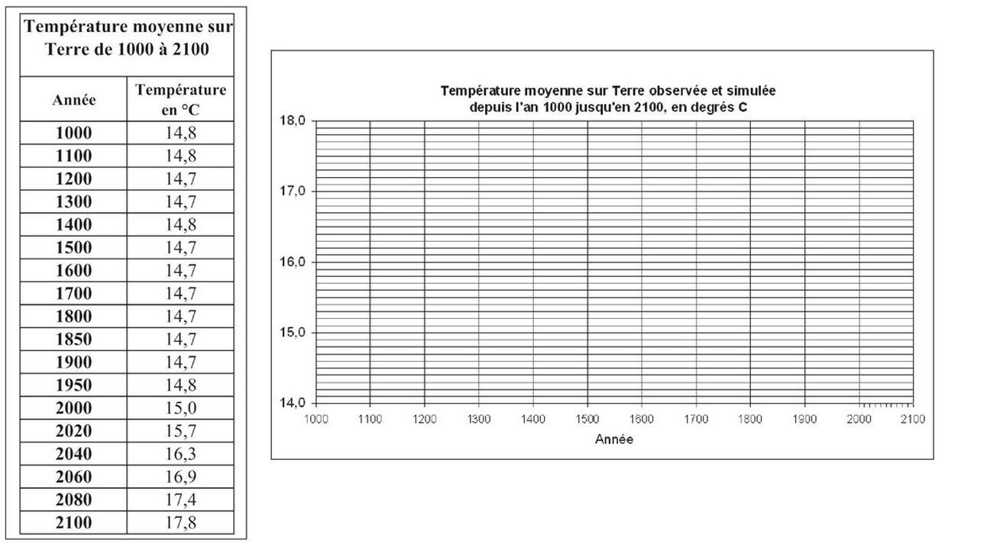 Température moyenne sur
Terre de 1000 à 2100
Année Température
en °C
1000 14,8
1100 14,8
1200 14,7
1300 14,7
1400 14,8
1500 14,7
1600 14,7
1700 14,7
1800 14,7
1850 14,7
1900 14,7
1950 14,8
2000 15,0
2020 15,7
2040 16,3
2060 16,9
2080 17,4
2100 17,8
Température moyenne sur Terre observée et simulée
depuis l'an 1000 jusqu'en 2100, en degrés C
18,0
17,0
16,0
15,0
14,0
1000 1100 1200 1300 1400 1500 1600 1700 1800 1900 2000 2100
Année